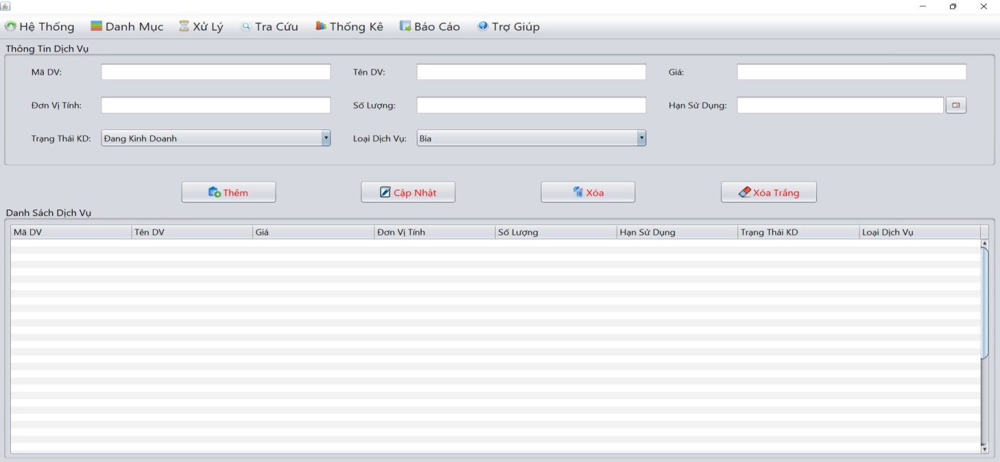 Hệ Thống Danh Mục Xử Lý Tra Cứu Thống Kê Báo Cáo Trợ Giúp
Thông Tin Dịch Vụ
Mã DV: Tên DV: Giá:
Đơn Vị Tính: Số Lượng: Hạn Sử Dụng:
Trạng Thái KD: Đang Kinh Doanh Loại Dịch Vụ: Bia
Thêm Cập Nhật Xóa Xóa Trắng
Danh Sách Dịch Vụ
Mã DV Tên DV Giá Đơn Vị Tính Số Lượng Hạn Sử Dụng Trạng Thái KD Loại Dịch Vụ